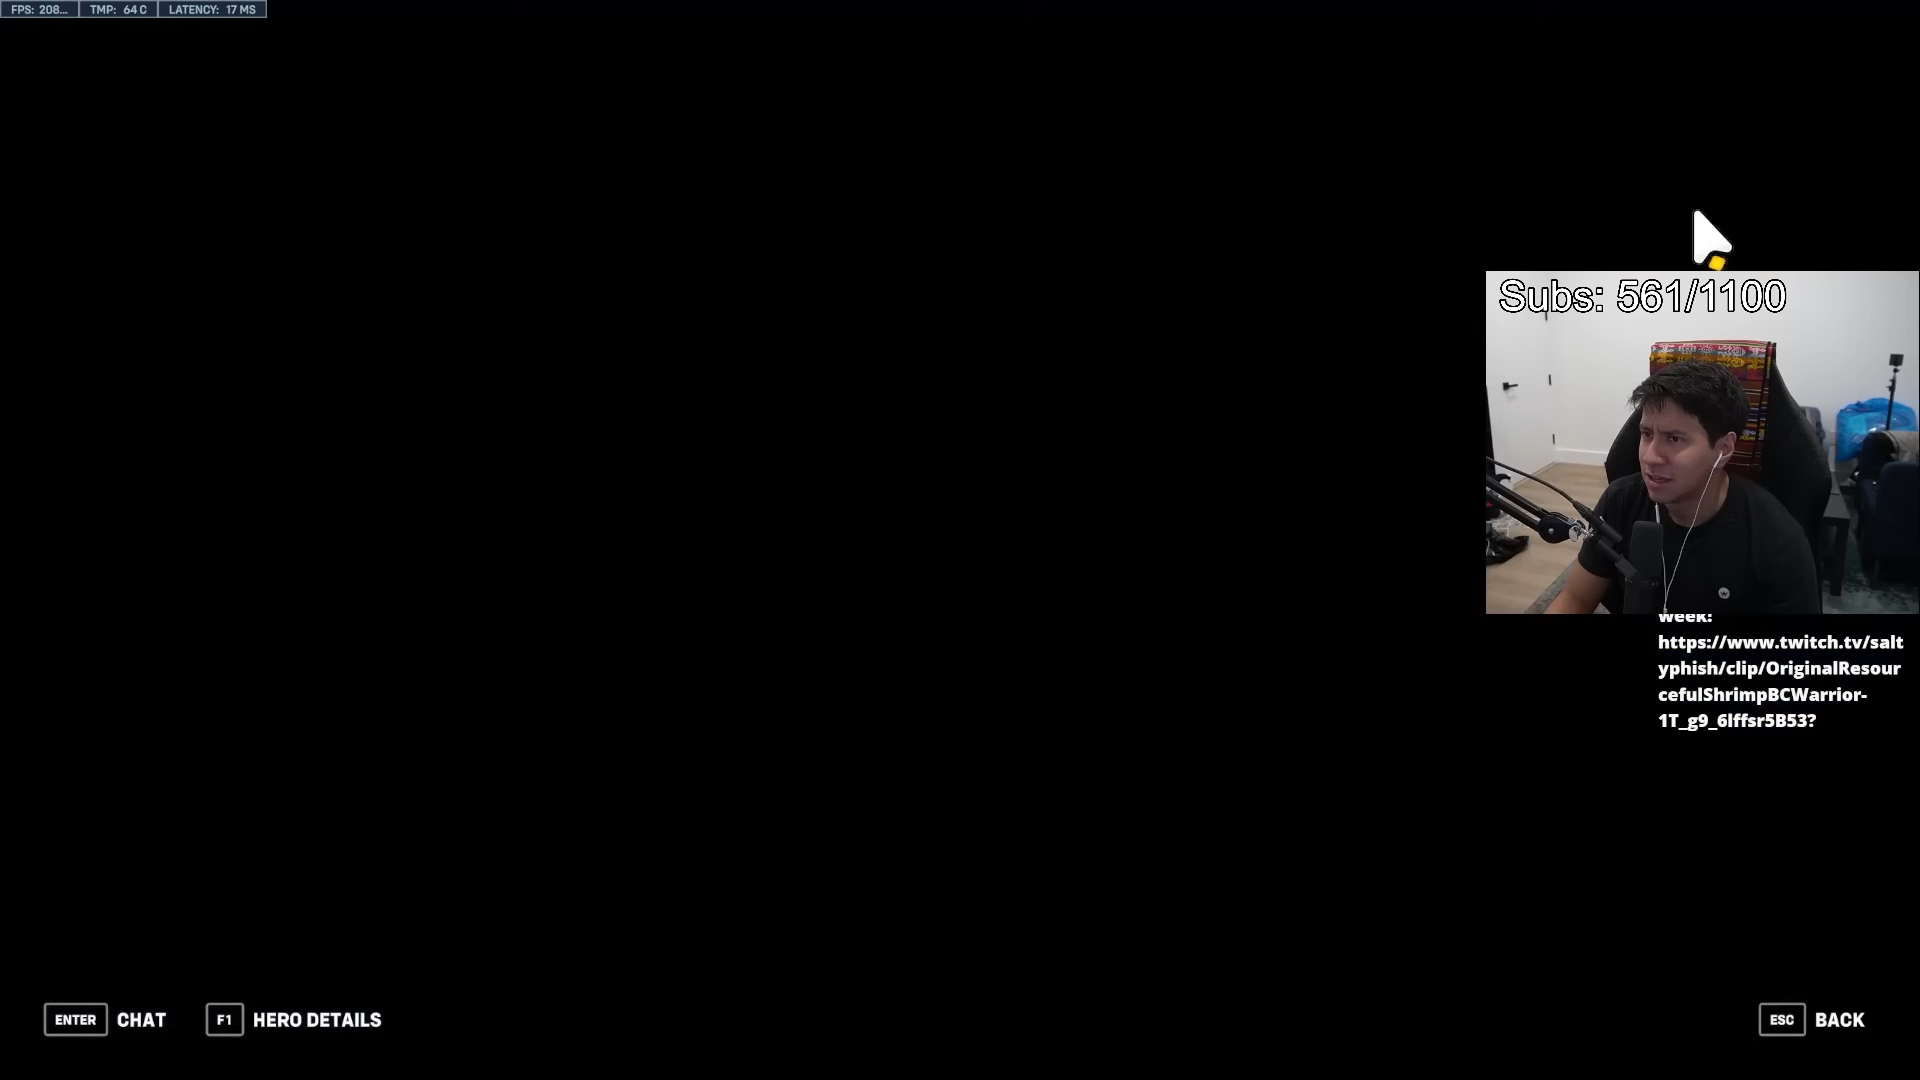 FPS: 208... TMP: 64 C LATENCY: 17 MS
Subs: 561/1100
week:
https://www.twitch.tv/salt
yphish/clip/OriginalResour
cefulShrimpBCWarrior-
1T_g9_6lffsr5B53?
ENTER CHAT F1 HERO DETAILS ESC BACK